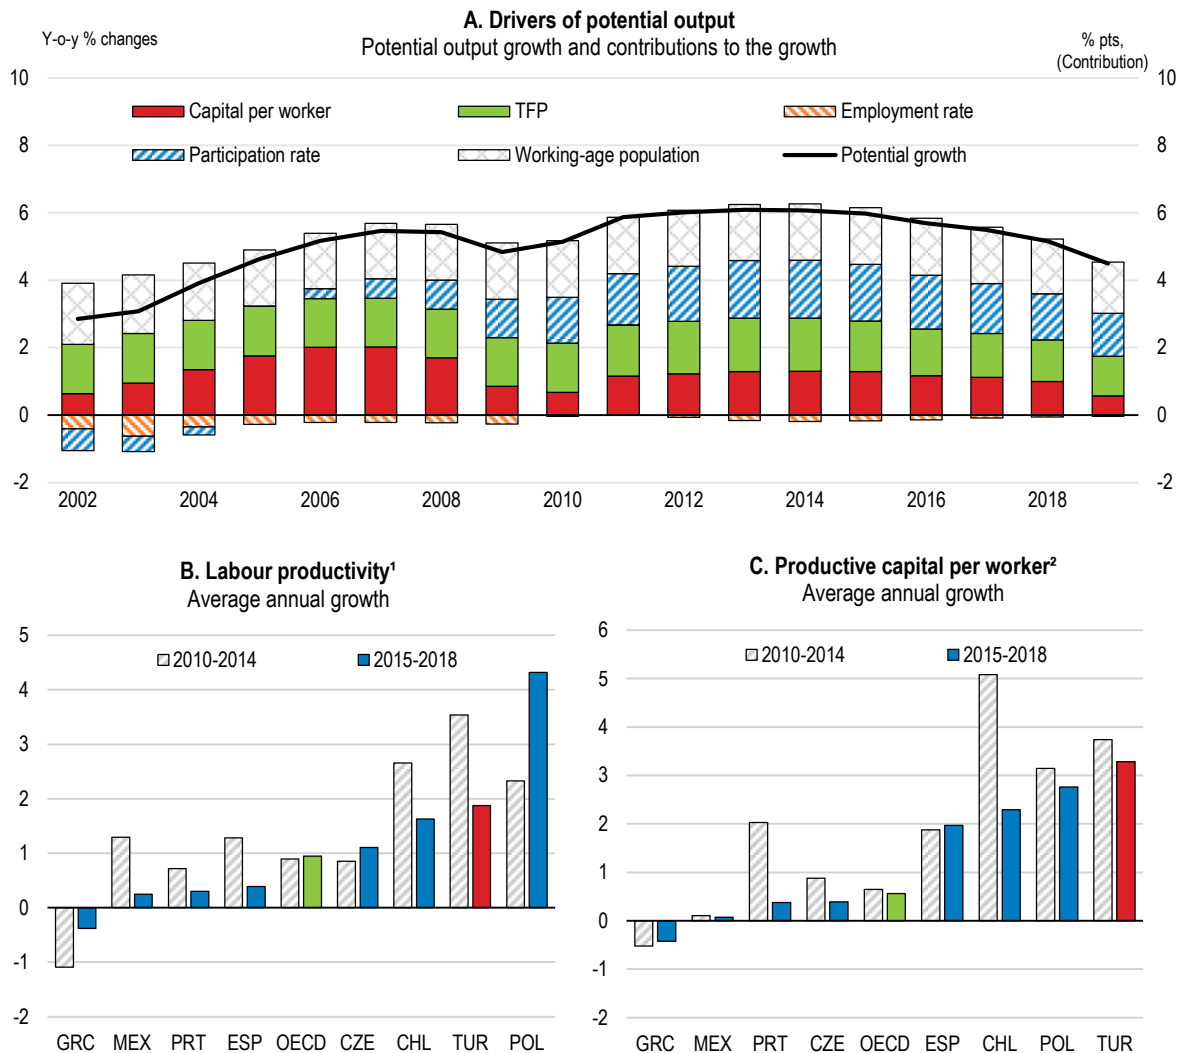 A. Drivers of potential output
Potential output growth and contributions to the growth
Y-o-y % changes
% pts,
(Contribution)
10 10
Capital per worker TFP Employment rate
8 8
Participation rate Working-age population Potential growth
6 6
4 4
2 2
0 0
-2 -2
2002 2004 2006 2008 2010 2012 2014 2016 2018
B. Labour productivity¹
Average annual growth
5
2010-2014 2015-2018
4
3
2
1
0
-1
-2
GRC MEX PRT ESP OECD CZE CHL TUR POL
C. Productive capital per worker²
Average annual growth
6
2010-2014 2015-2018
5
4
3
2
1
0
-1
-2
GRC MEX PRT CZE OECD ESP CHL POL TUR